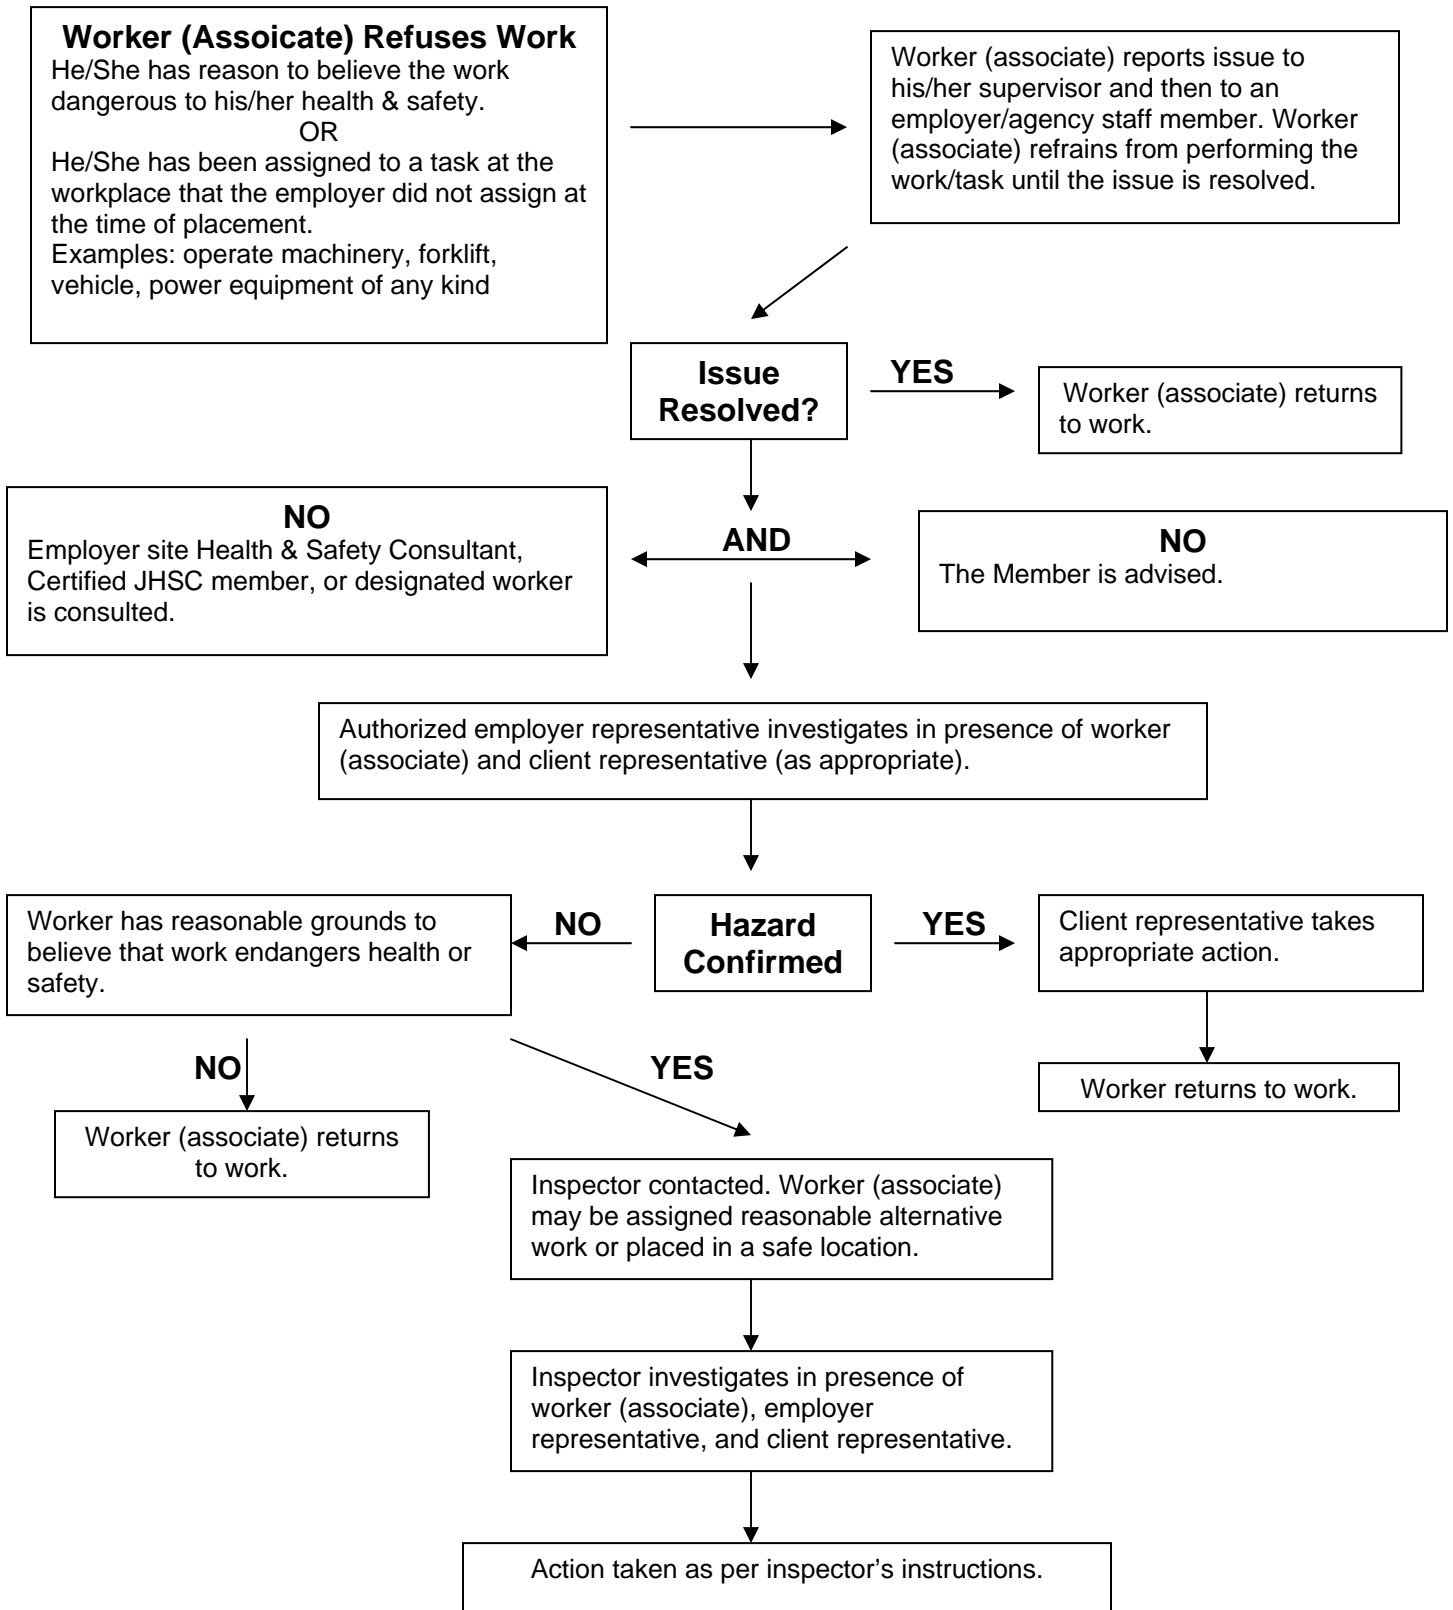 Worker (Assoicate) Refuses Work
He/She has reason to believe the work
dangerous to his/her health & safety.
OR
He/She has been assigned to a task at the
workplace that the employer did not assign at
the time of placement.
Examples: operate machinery, forklift,
vehicle, power equipment of any kind
Worker (associate) reports issue to
his/her supervisor and then to an
employer/agency staff member. Worker
(associate) refrains from performing the
work/task until the issue is resolved.
Issue
Resolved?
YES
Worker (associate) returns
to work.
NO
Employer site Health & Safety Consultant,
Certified JHSC member, or designated worker
is consulted.
AND
NO
The Member is advised.
Authorized employer representative investigates in presence of worker
(associate) and client representative (as appropriate).
Worker has reasonable grounds to
believe that work endangers health or
safety.
NO
Hazard
Confirmed
YES
Client representative takes
appropriate action.
Worker returns to work.
NO
YES
Worker (associate) returns
to work.
Inspector contacted. Worker (associate)
may be assigned reasonable alternative
work or placed in a safe location.
Inspector investigates in presence of
worker (associate), employer
representative, and client representative.
Action taken as per inspector’s instructions.